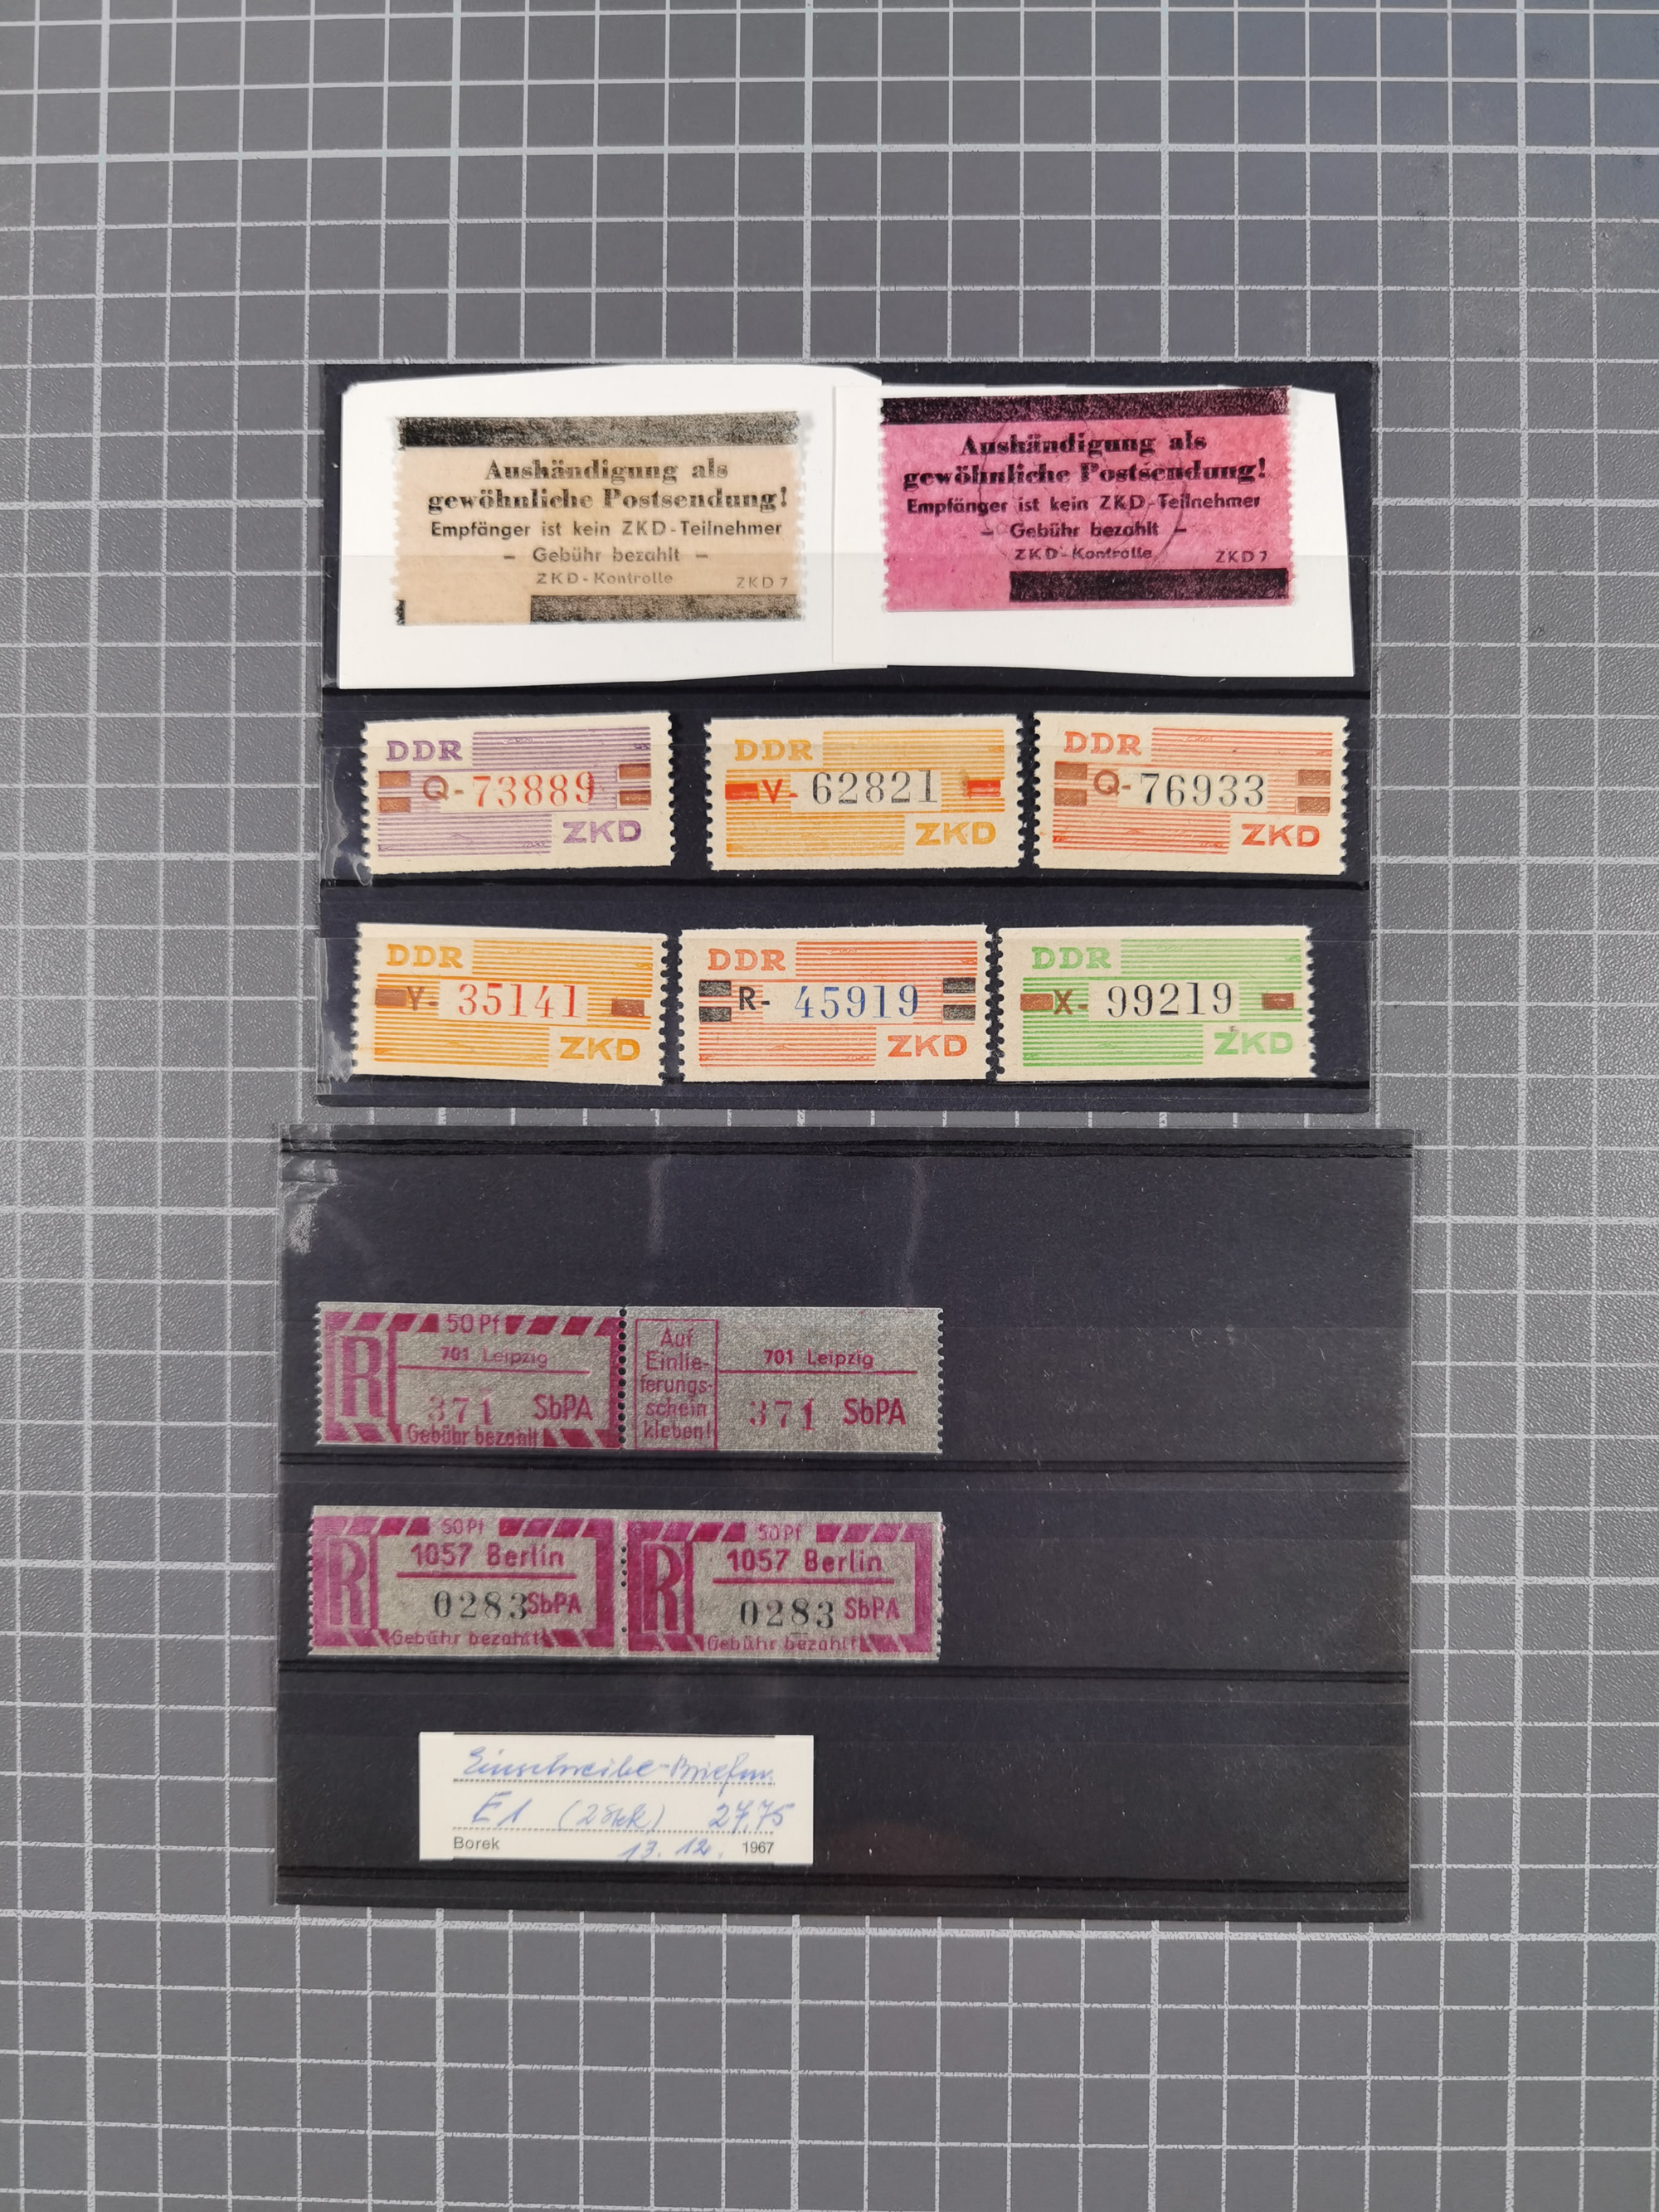 Aushändigung als
gewöhnliche Postsendung!
Empfänger ist kein ZKD-Teilnehmer
– Gebühr bezahlt –
ZKD-Kontrolle ZKD 7
Aushändigung als
gewöhnliche Postsendung!
Empfänger ist kein ZKD-Teilnehmer
– Gebühr bezahlt –
ZKD-Kontrolle ZKD 7
DDR
Q-73889
ZKD
DDR
V-62821
ZKD
DDR
Q-76933
ZKD
DDR
Y-35141
ZKD
DDR
R-45919
ZKD
DDR
X-99219
ZKD
50 Pf
R
701 Leipzig
371 SbPA
Gebühr bezahlt
Auf
Einlie-
ferungs-
schein
kleben!
701 Leipzig
371 SbPA
50 Pf
R
1057 Berlin
0283 SbPA
Gebühr bezahlt
50 Pf
R
1057 Berlin
0283 SbPA
Gebühr bezahlt
Einschreibe-Briefm.
E1 (2 Stck) 27,75
Borek 13. 12. 1967